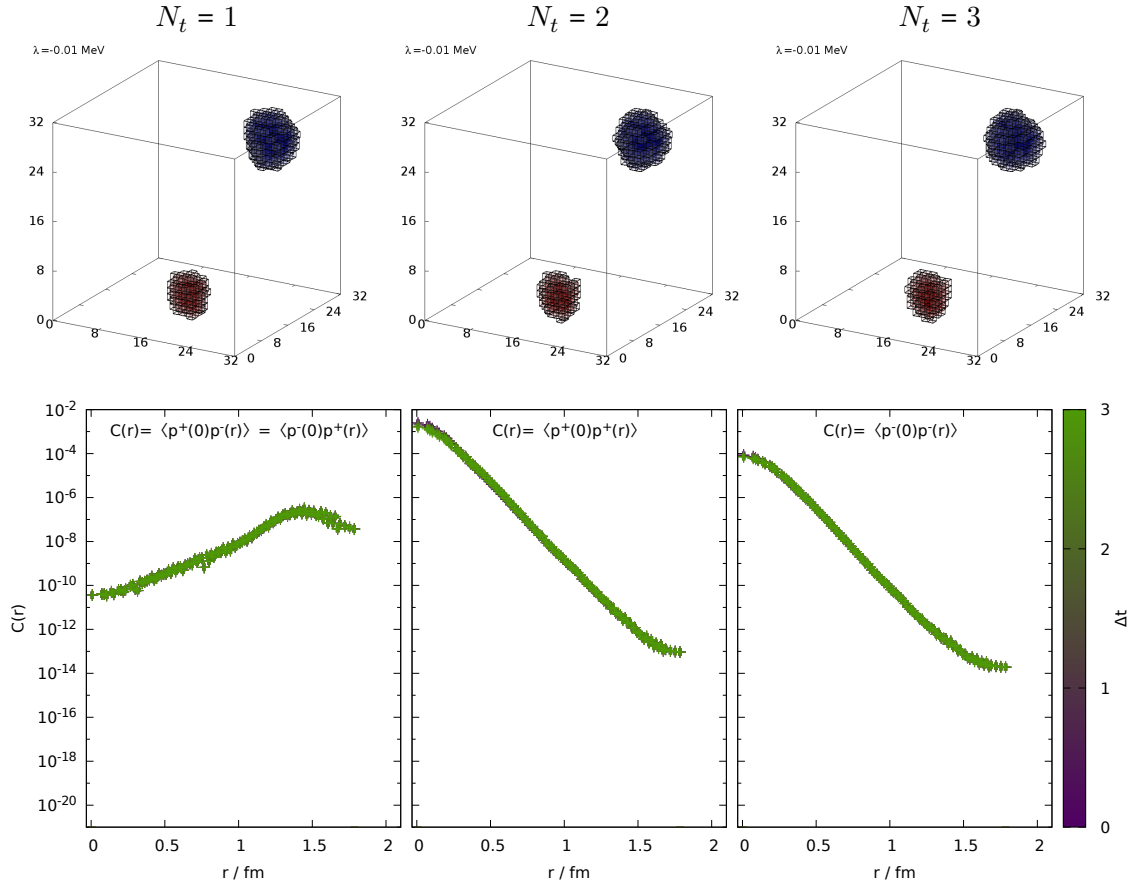 N_t = 1 N_t = 2 N_t = 3
λ=-0.01 MeV λ=-0.01 MeV λ=-0.01 MeV
32 32 32
24 24 24
16 16 16
8 8 8
0 0 0
0 8 16 24 32 0 8 16 24 32
0 8 16 24 32 0 8 16 24 32
0 8 16 24 32 0 8 16 24 32
C(r)= ⟨p⁺(0)p⁻(r)⟩ = ⟨p⁻(0)p⁺(r)⟩
C(r)= ⟨p⁺(0)p⁺(r)⟩
C(r)= ⟨p⁻(0)p⁻(r)⟩
10⁻²
10⁻⁴
10⁻⁶
10⁻⁸
10⁻¹⁰
10⁻¹²
10⁻¹⁴
10⁻¹⁶
10⁻¹⁸
10⁻²⁰
C(r)
0 0.5 1 1.5 2
0 0.5 1 1.5 2
0 0.5 1 1.5 2
r / fm r / fm r / fm
3
2
1
0
Δt